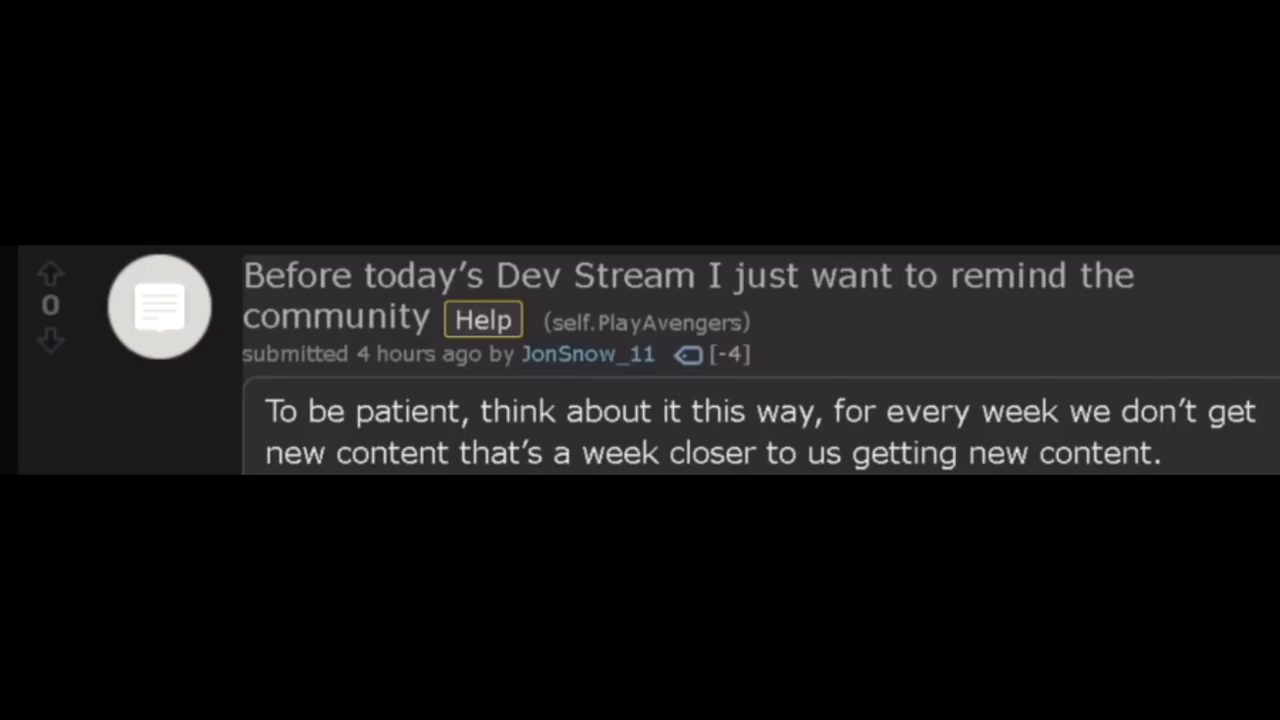 Before today's Dev Stream I just want to remind the
0
community Help (self.PlayAvengers)
submitted 4 hours ago by JonSnow_11 [-4]
To be patient, think about it this way, for every week we don't get
new content that's a week closer to us getting new content.